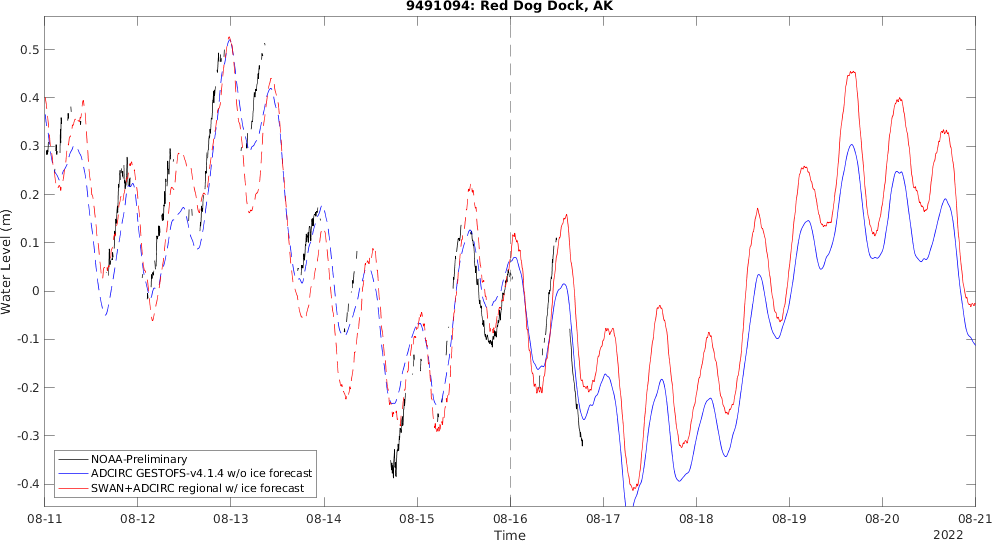 9491094: Red Dog Dock, AK
Water Level (m)
0.5
0.4
0.3
0.2
0.1
0
-0.1
-0.2
-0.3
-0.4
NOAA-Preliminary
ADCIRC GESTOFS-v4.1.4 w/o ice forecast
SWAN+ADCIRC regional w/ ice forecast
08-11 08-12 08-13 08-14 08-15 08-16 08-17 08-18 08-19 08-20 08-21
Time
2022